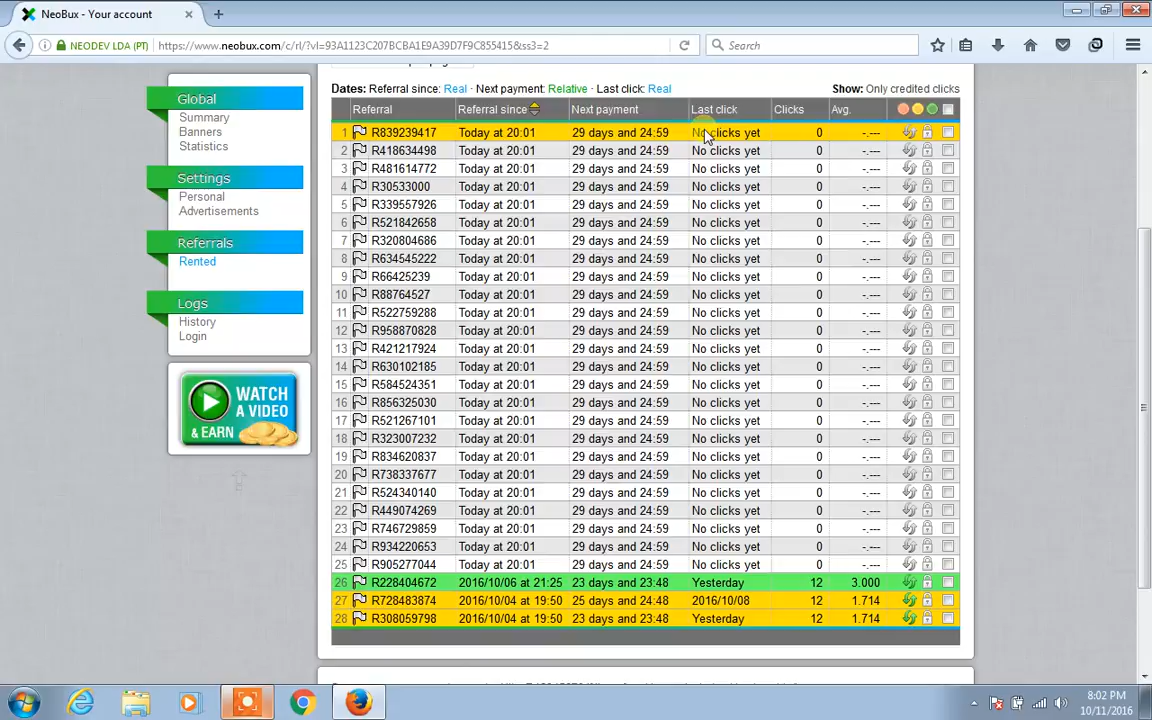 NeoBux - Your account
NEODEV LDA (PT)
https://www.neobux.com/c/rl/?vl=93A1123C207BCBA1E9A39D7F9C855415&ss3=2
Search
Global
Summary
Banners
Statistics
Settings
Personal
Advertisements
Referrals
Rented
Logs
History
Login
WATCH
A VIDEO
& EARN
Dates: Referral since: Real - Next payment: Relative - Last click: Real
Show: Only credited clicks
Referral Referral since Next payment Last click Clicks Avg.
1 R839239417 Today at 20:01 29 days and 24:59 No clicks yet 0 -.---
2 R418634498 Today at 20:01 29 days and 24:59 No clicks yet 0 -.---
3 R481614772 Today at 20:01 29 days and 24:59 No clicks yet 0 -.---
4 R30533000 Today at 20:01 29 days and 24:59 No clicks yet 0 -.---
5 R339557926 Today at 20:01 29 days and 24:59 No clicks yet 0 -.---
6 R521842658 Today at 20:01 29 days and 24:59 No clicks yet 0 -.---
7 R320804686 Today at 20:01 29 days and 24:59 No clicks yet 0 -.---
8 R634545222 Today at 20:01 29 days and 24:59 No clicks yet 0 -.---
9 R66425239 Today at 20:01 29 days and 24:59 No clicks yet 0 -.---
10 R88764527 Today at 20:01 29 days and 24:59 No clicks yet 0 -.---
11 R522759288 Today at 20:01 29 days and 24:59 No clicks yet 0 -.---
12 R958870828 Today at 20:01 29 days and 24:59 No clicks yet 0 -.---
13 R421217924 Today at 20:01 29 days and 24:59 No clicks yet 0 -.---
14 R630102185 Today at 20:01 29 days and 24:59 No clicks yet 0 -.---
15 R584524351 Today at 20:01 29 days and 24:59 No clicks yet 0 -.---
16 R856325030 Today at 20:01 29 days and 24:59 No clicks yet 0 -.---
17 R521267101 Today at 20:01 29 days and 24:59 No clicks yet 0 -.---
18 R323007232 Today at 20:01 29 days and 24:59 No clicks yet 0 -.---
19 R834620837 Today at 20:01 29 days and 24:59 No clicks yet 0 -.---
20 R738337677 Today at 20:01 29 days and 24:59 No clicks yet 0 -.---
21 R524340140 Today at 20:01 29 days and 24:59 No clicks yet 0 -.---
22 R449074269 Today at 20:01 29 days and 24:59 No clicks yet 0 -.---
23 R746729859 Today at 20:01 29 days and 24:59 No clicks yet 0 -.---
24 R934220653 Today at 20:01 29 days and 24:59 No clicks yet 0 -.---
25 R905277044 Today at 20:01 29 days and 24:59 No clicks yet 0 -.---
26 R228404672 2016/10/06 at 21:25 23 days and 23:48 Yesterday 12 3.000
27 R728483874 2016/10/04 at 19:50 25 days and 24:48 2016/10/08 12 1.714
28 R308059798 2016/10/04 at 19:50 23 days and 23:48 Yesterday 12 1.714
8:02 PM
10/11/2016